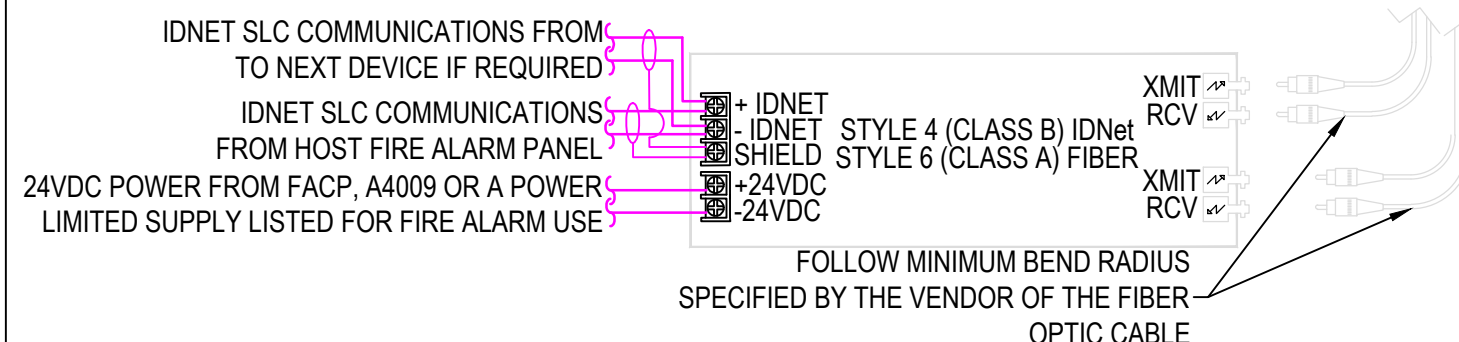 IDNET SLC COMMUNICATIONS FROM
TO NEXT DEVICE IF REQUIRED
IDNET SLC COMMUNICATIONS
FROM HOST FIRE ALARM PANEL
24VDC POWER FROM FACP, A4009 OR A POWER
LIMITED SUPPLY LISTED FOR FIRE ALARM USE
+ IDNET
- IDNET
SHIELD
+24VDC
-24VDC
STYLE 4 (CLASS B) IDNet
STYLE 6 (CLASS A) FIBER
XMIT
RCV
XMIT
RCV
FOLLOW MINIMUM BEND RADIUS
SPECIFIED BY THE VENDOR OF THE FIBER
OPTIC CABLE